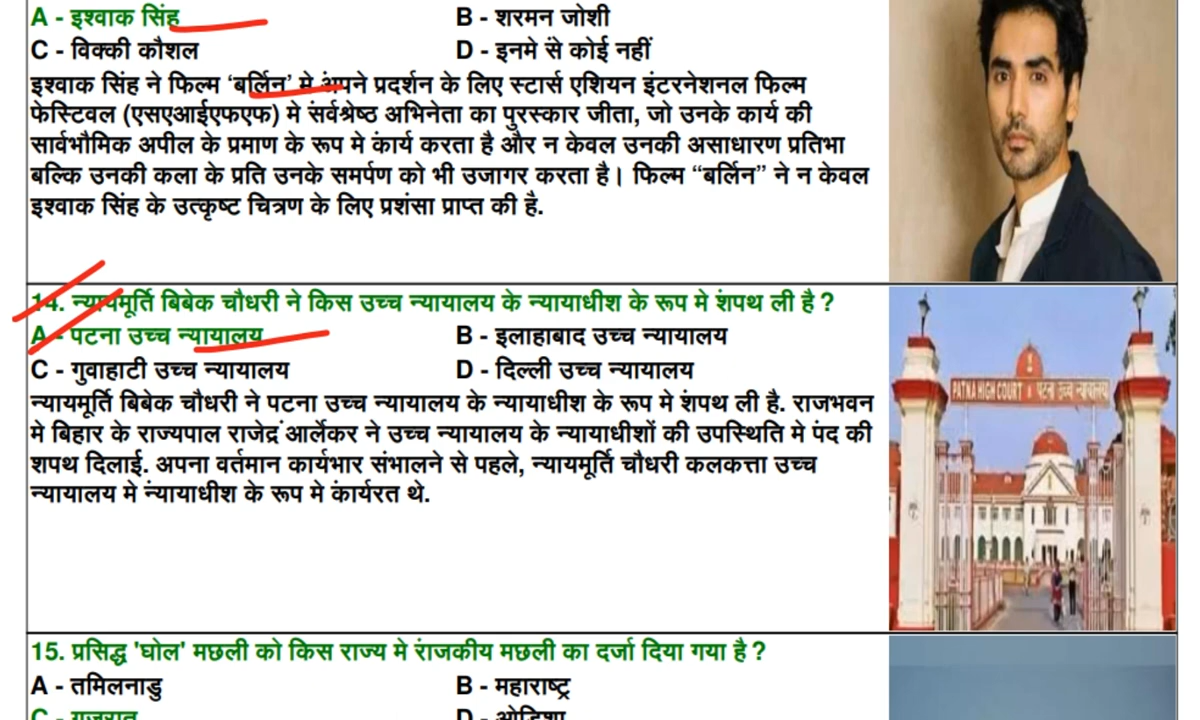 A - इश्वाक सिंह
B - शरमन जोशी
C - विक्की कौशल
D - इनमे से कोई नहीं
इश्वाक सिंह ने फिल्म ‘बर्लिन’ मे अंपने प्रदर्शन के लिए स्टार्स एशियन इंटरनेशनल फिल्म
फेस्टिवल (एसएआईएफएफ) मे संर्वश्रेष्ठ अभिनेता का पुरस्कार जीता, जो उनके कार्य की
सार्वभौमिक अपील के प्रमाण के रूप मे कंार्य करता है और न केवल उनकी असाधारण प्रतिभा
बल्कि उनकी कला के प्रति उनके समर्पण को भी उजागर करता है। फिल्म “बर्लिन” ने न केवल
इश्वाक सिंह के उत्कृष्ट चित्रण के लिए प्रशंसा प्राप्त की है.
14. न्यायमूर्ति बिबेक चौधरी ने किस उच्च न्यायालय के न्यायाधीश के रूप मे शंपथ ली है ?
A - पटना उच्च न्यायालय
B - इलाहाबाद उच्च न्यायालय
C - गुवाहाटी उच्च न्यायालय
D - दिल्ली उच्च न्यायालय
न्यायमूर्ति बिबेक चौधरी ने पटना उच्च न्यायालय के न्यायाधीश के रूप मे शंपथ ली है. राजभवन
मे बिंहार के राज्यपाल राजेद्रं आर्लेकर ने उच्च न्यायालय के न्यायाधीशों की उपस्थिति मे पंद की
शपथ दिलाई. अपना वर्तमान कार्यभार संभालने से पहले, न्यायमूर्ति चौधरी कलकत्ता उच्च
न्यायालय मे न्ंयायाधीश के रूप मे कंार्यरत थे.
PATNA HIGH COURT पटना उच्च न्यायालय
15. प्रसिद्ध 'घोल' मछली को किस राज्य मे रंाजकीय मछली का दर्जा दिया गया है ?
A - तमिलनाडु
B - महाराष्ट्र
C - गुजरात
D - ओडिशा